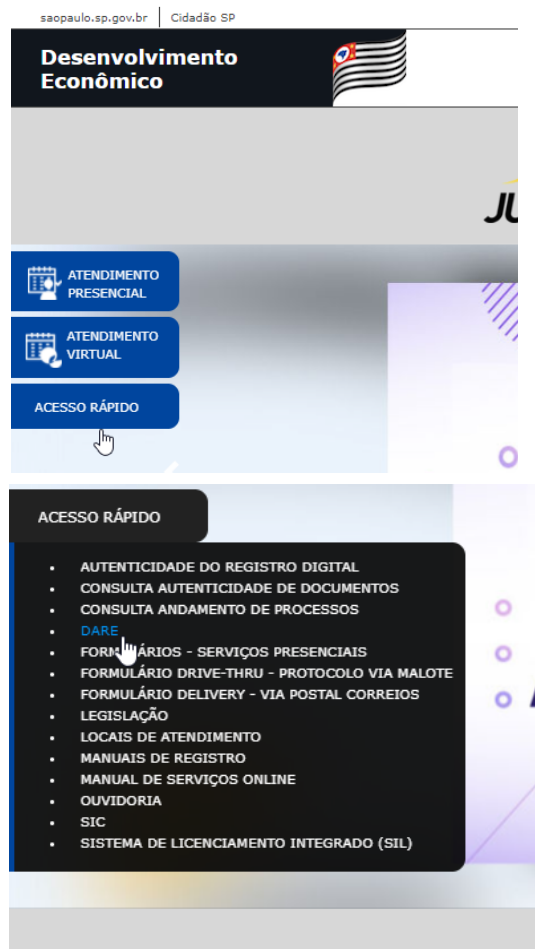 saopaulo.sp.gov.br | Cidadão SP
Desenvolvimento
Econômico
JU
ATENDIMENTO
PRESENCIAL
ATENDIMENTO
VIRTUAL
ACESSO RÁPIDO
ACESSO RÁPIDO
• AUTENTICIDADE DO REGISTRO DIGITAL
• CONSULTA AUTENTICIDADE DE DOCUMENTOS
• CONSULTA ANDAMENTO DE PROCESSOS
• DARE
• FORMULÁRIOS - SERVIÇOS PRESENCIAIS
• FORMULÁRIO DRIVE-THRU - PROTOCOLO VIA MALOTE
• FORMULÁRIO DELIVERY - VIA POSTAL CORREIOS
• LEGISLAÇÃO
• LOCAIS DE ATENDIMENTO
• MANUAIS DE REGISTRO
• MANUAL DE SERVIÇOS ONLINE
• OUVIDORIA
• SIC
• SISTEMA DE LICENCIAMENTO INTEGRADO (SIL)